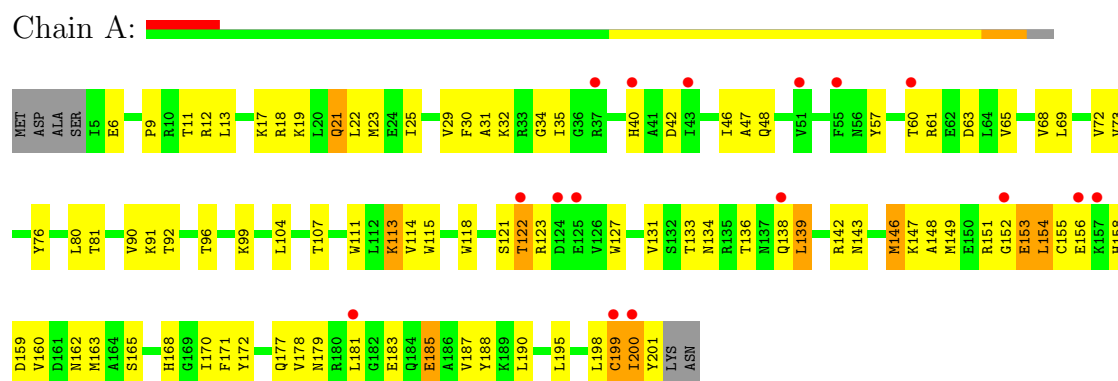 Chain A:
MET ASP ALA SER I5 E6 P9 R10 T11 R12 L13 K17 R18 K19 L20 Q21 L22 M23 E24 I25 V29 F30 A31 K32 R33 G34 I35 G36 R37 H40 A41 D42 I43 I46 A47 Q48 V51 F55 N56 Y57 T60 R61 E62 D63 L64 V65 V68 L69 V72
Y76 L80 T81 V90 K91 T92 T96 K99 L104 T107 W111 L112 K113 V114 W115 W118 S121 T122 R123 D124 E125 V126 W127 V131 S132 T133 N134 R135 T136 N137 Q138 L139 R142 N143 M146 K147 A148 M149 E150 R151 G152 E153 L154 C155 E156 K157 H158
D159 V160 D161 N162 M163 A164 S165 H168 G169 I170 F171 Y172 Q177 V178 N179 R180 L181 G182 E183 Q184 E185 A186 V187 Y188 K189 L190 L195 L198 C199 I200 Y201 LYS ASN